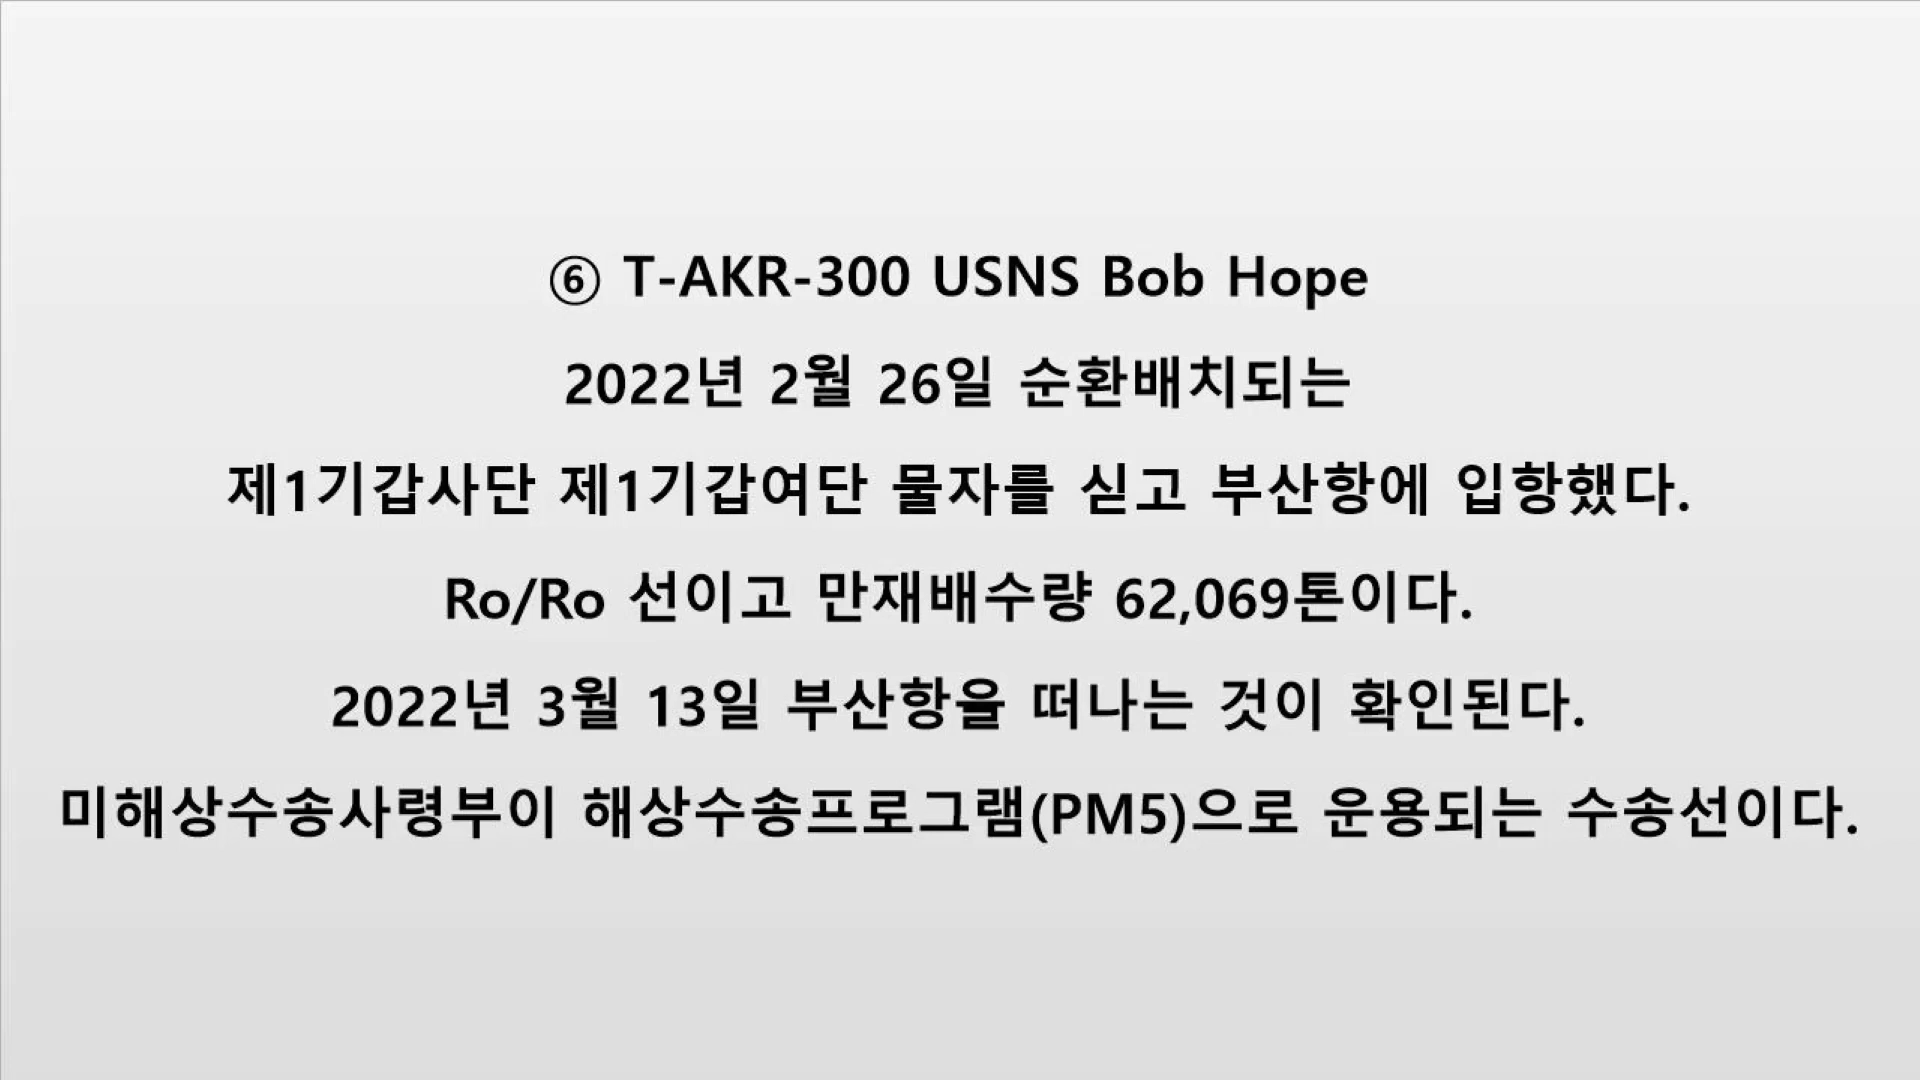 ⑥ T-AKR-300 USNS Bob Hope
2022년 2월 26일 순환배치되는
제1기갑사단 제1기갑여단 물자를 싣고 부산항에 입항했다.
Ro/Ro 선이고 만재배수량 62,069톤이다.
2022년 3월 13일 부산항을 떠나는 것이 확인된다.
미해상수송사령부이 해상수송프로그램(PM5)으로 운용되는 수송선이다.